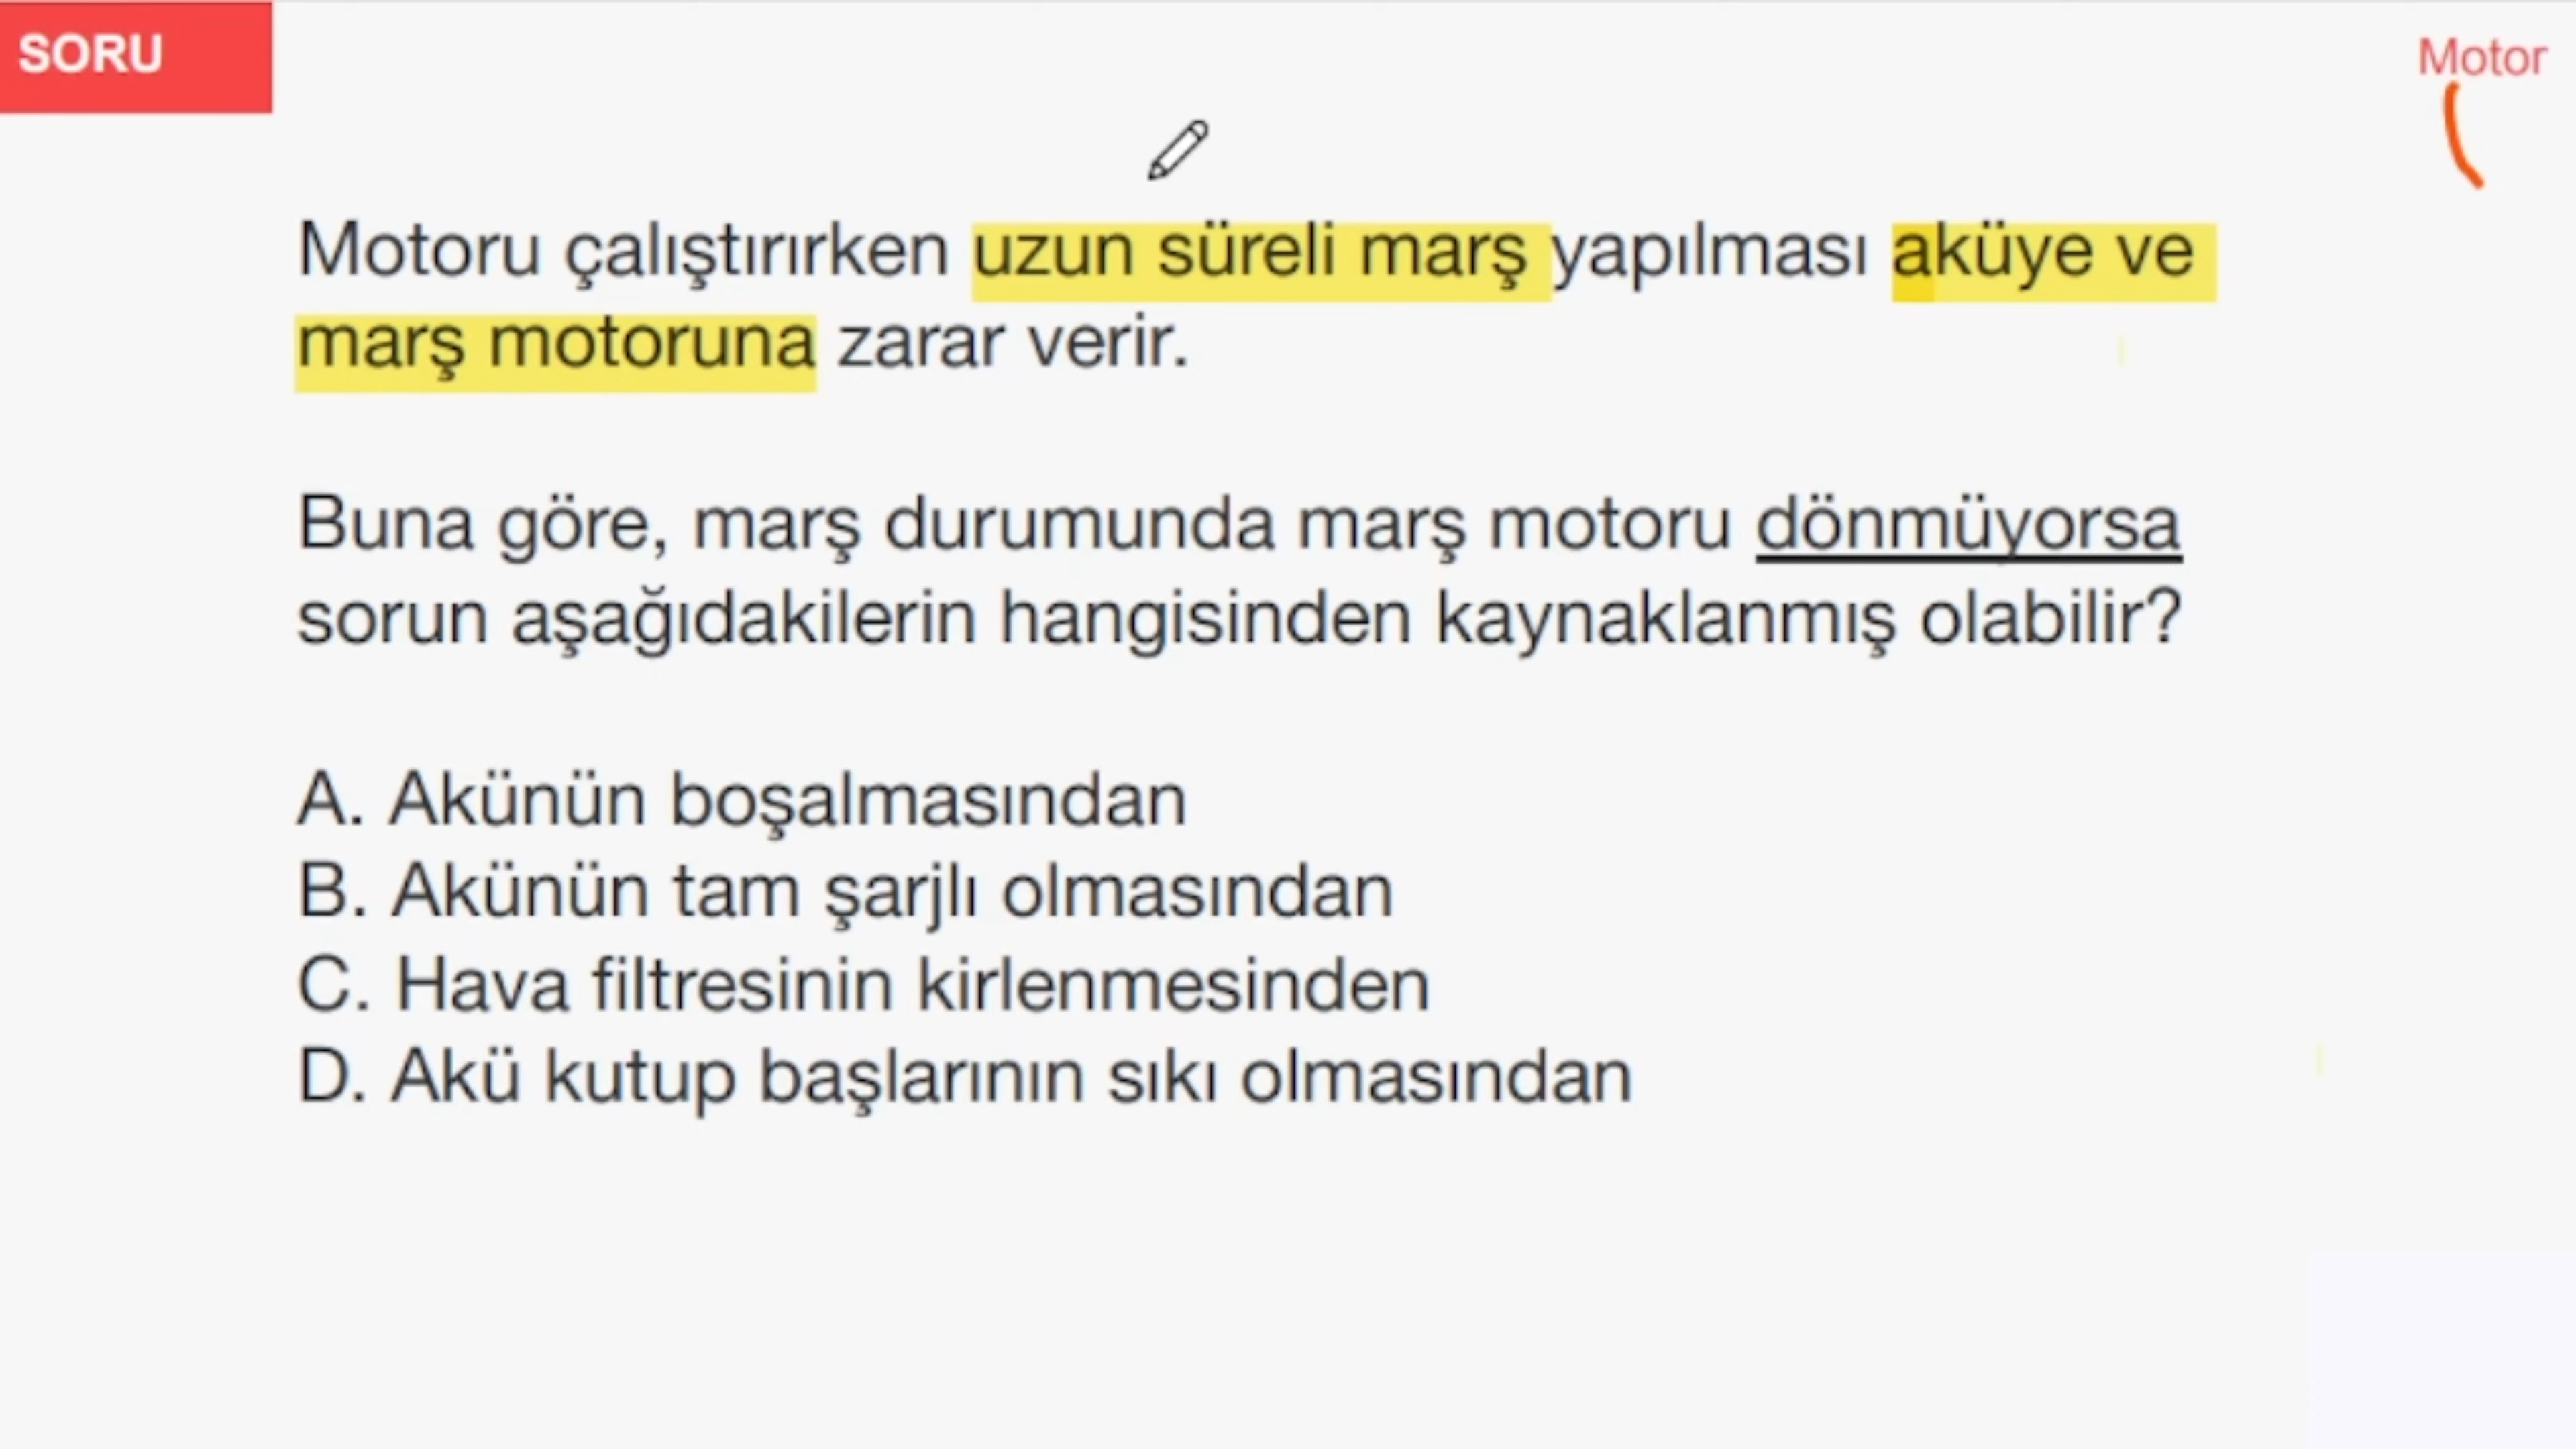 SORU
Motor
Motoru çalıştırırken uzun süreli marş yapılması aküye ve
marş motoruna zarar verir.
Buna göre, marş durumunda marş motoru dönmüyorsa
sorun aşağıdakilerin hangisinden kaynaklanmış olabilir?
A. Akünün boşalmasından
B. Akünün tam şarjlı olmasından
C. Hava filtresinin kirlenmesinden
D. Akü kutup başlarının sıkı olmasından